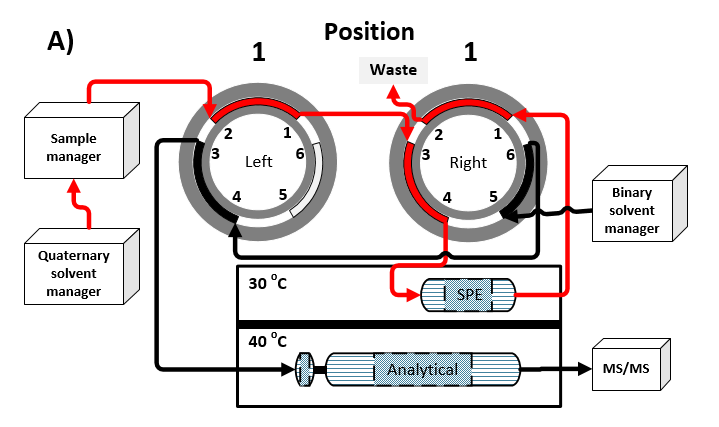 A)
Position
1
1
Waste
Sample
manager
Quaternary
solvent
manager
2
1
3
Left
6
4
5
2
1
3
Right
6
4
5
Binary
solvent
manager
30 °C
SPE
40 °C
Analytical
MS/MS